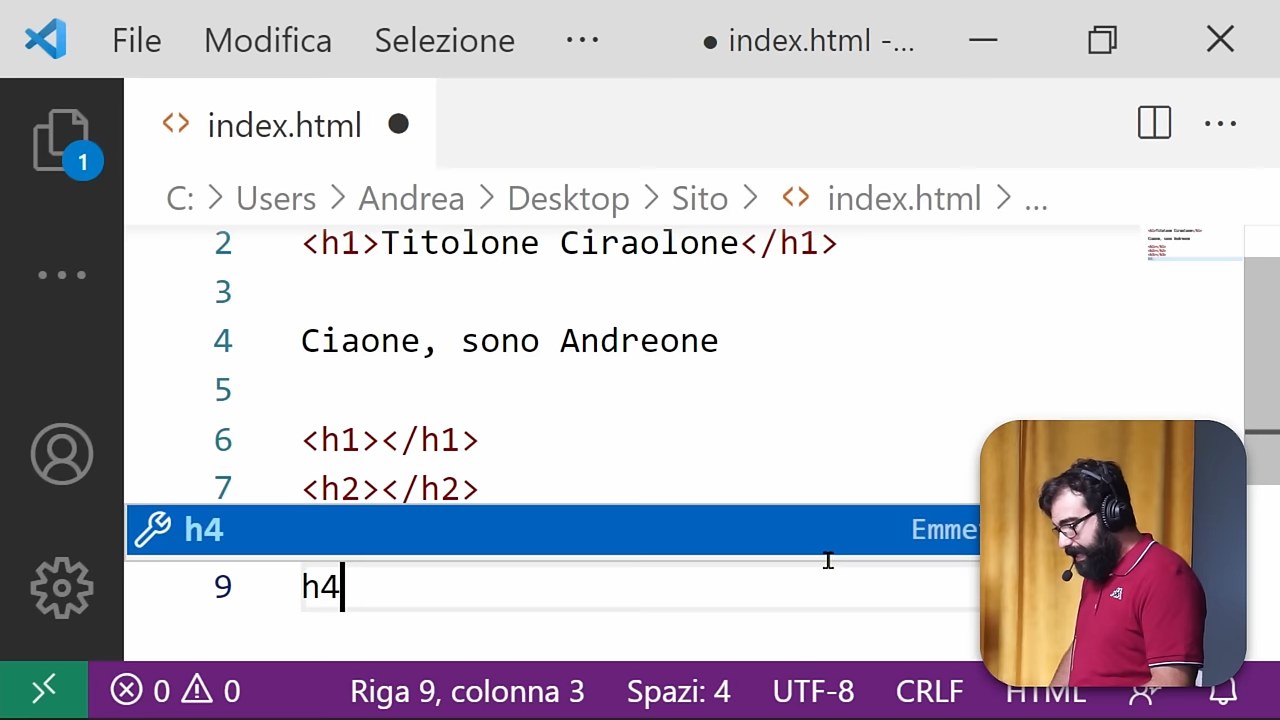 File Modifica Selezione ··· ● index.html -...
index.html ●
1
C: > Users > Andrea > Desktop > Sito > index.html > ...
2 <h1>Titolone Ciraolone</h1>
3
4 Ciaone, sono Andreone
5
6 <h1></h1>
7 <h2></h2>
h4 Emme
9 h4
0 0 Riga 9, colonna 3 Spazi: 4 UTF-8 CRLF HTML